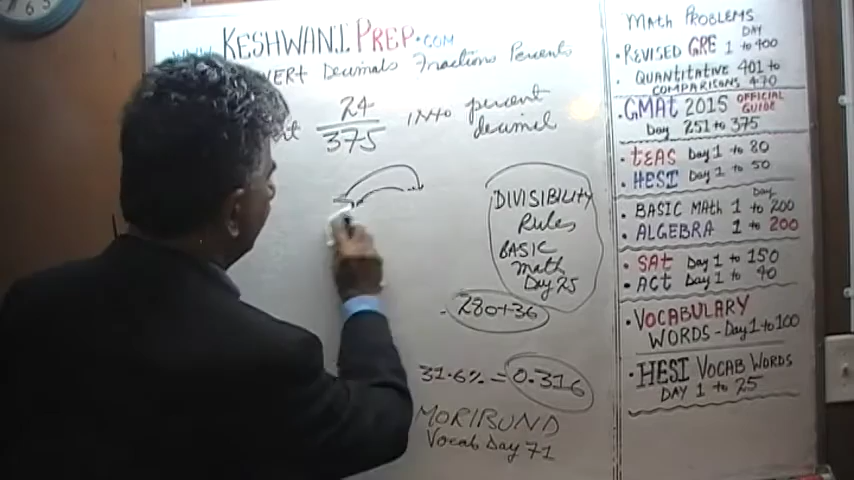 KESHWANI PREP.COM
WWW
VERT Decimals Fractions Percents
24
375
INTO percent
decimal
DIVISIBILITY
Rules
BASIC
Math
Day 25
280÷36
31.6% = 0.316
MORIBUND
Vocab Day 71
MATH PROBLEMS
DAY
• REVISED GRE 1 to 400
• QUANTITATIVE 401 to
COMPARISONS 470
GMAT 2015 OFFICIAL
GUIDE
Day 251 to 375
• TEAS Day 1 to 80
• HESI Day 1 to 50
Day
• BASIC MATH 1 to 200
• ALGEBRA 1 to 200
• SAT Day 1 to 150
• ACT Day 1 to 40
• VOCABULARY
WORDS - Day 1 to 100
• HESI VOCAB WORDS
DAY 1 to 25